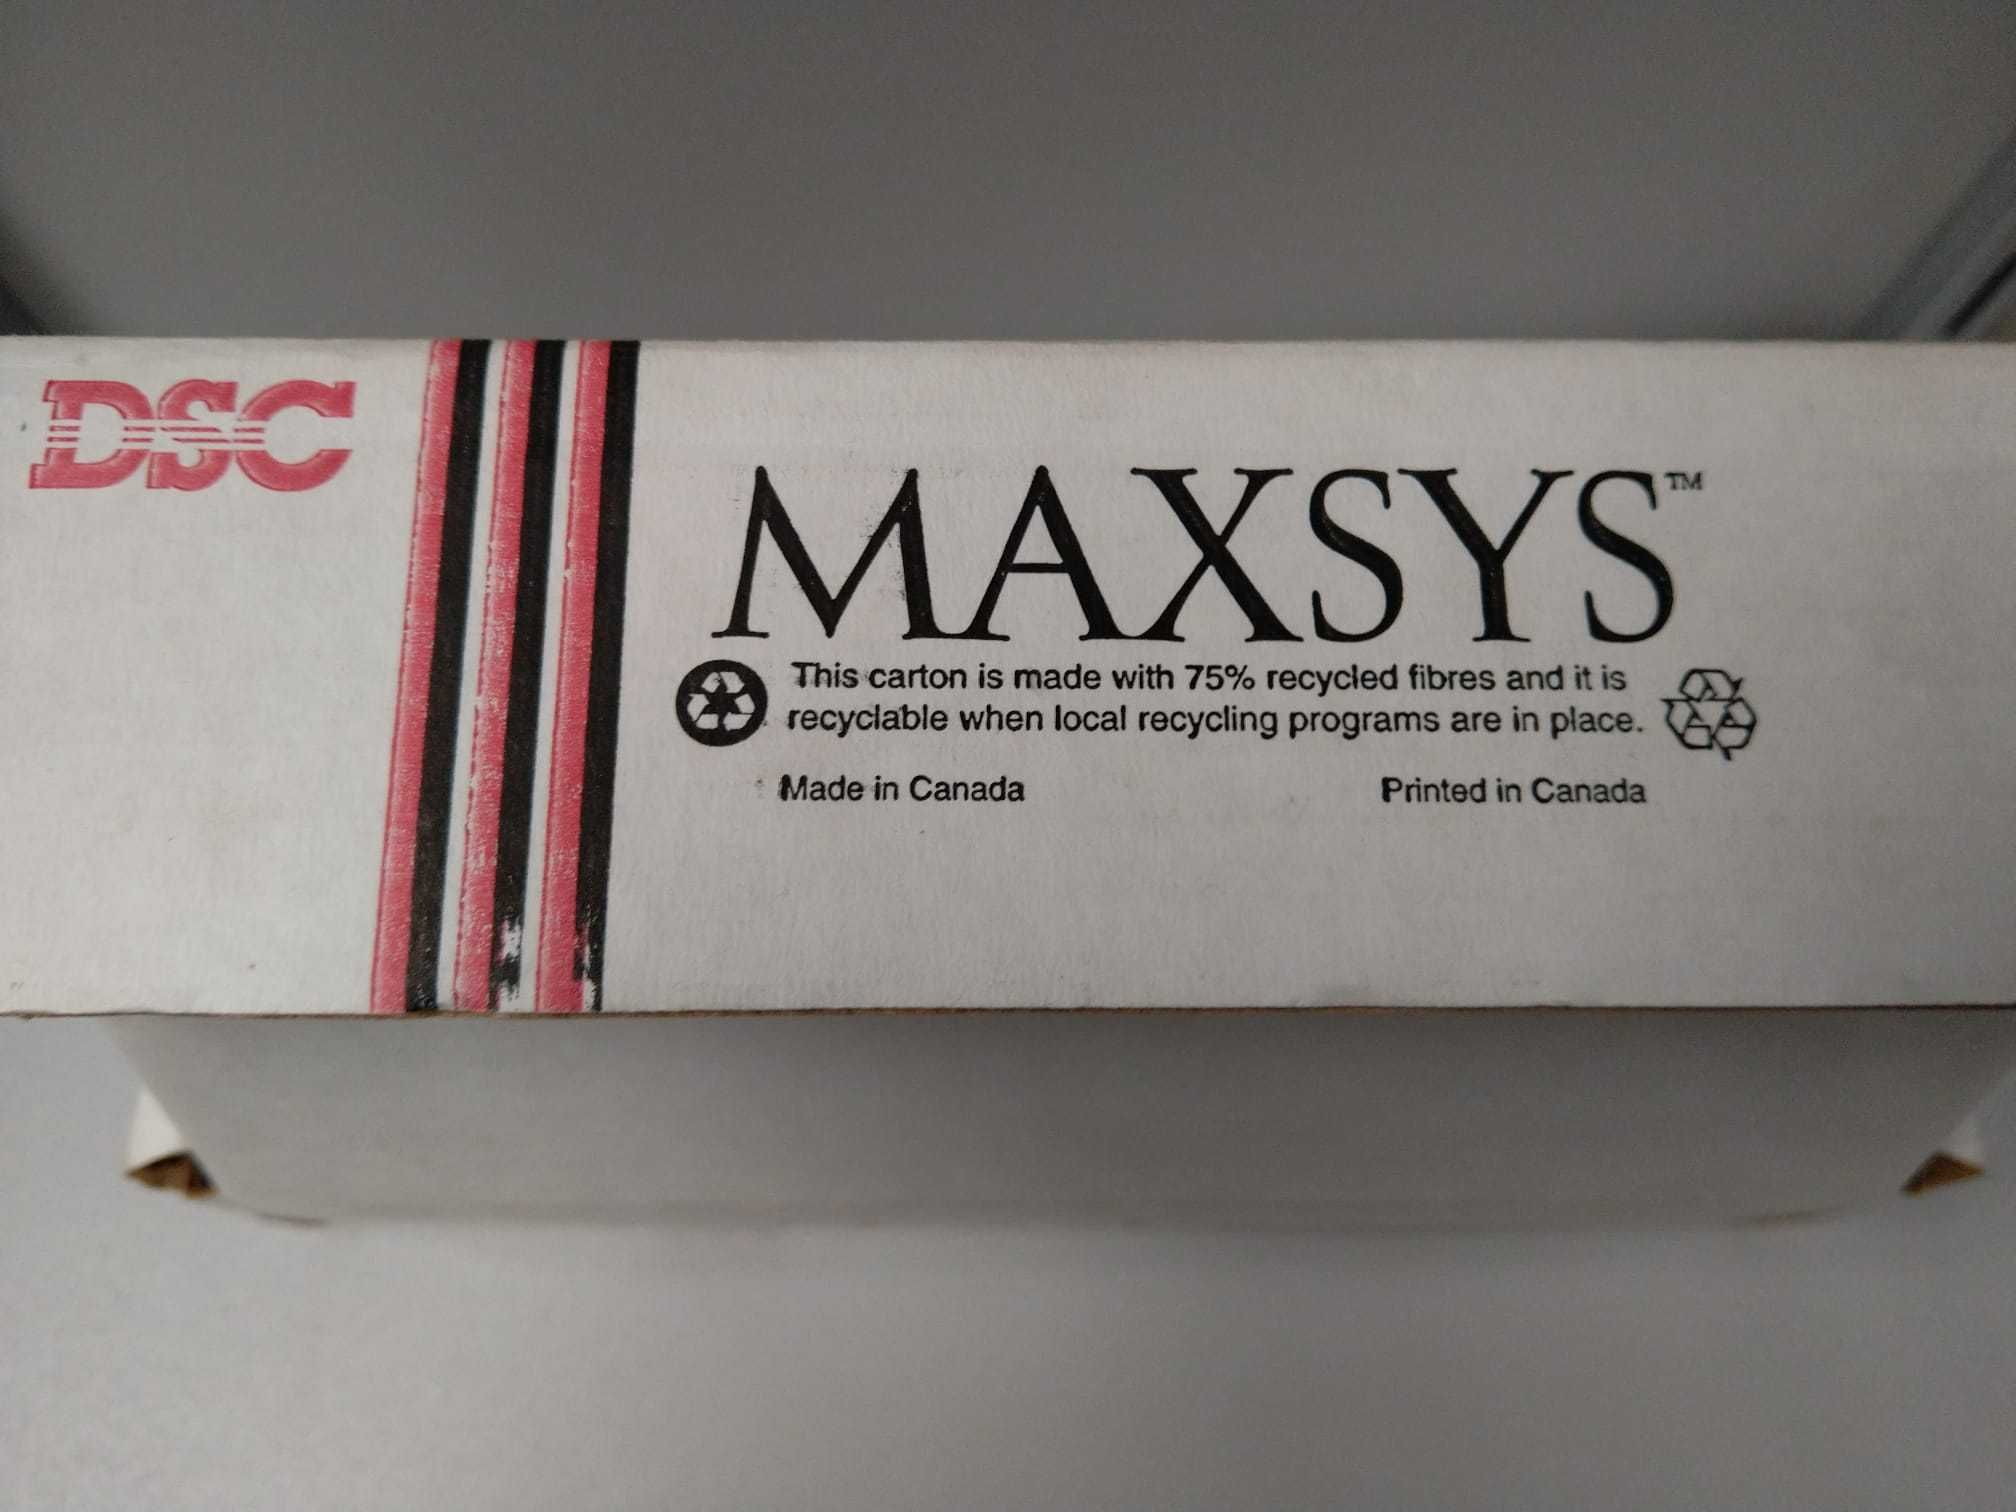 DSC
MAXSYS™
This carton is made with 75% recycled fibres and it is
recyclable when local recycling programs are in place.
Made in Canada
Printed in Canada